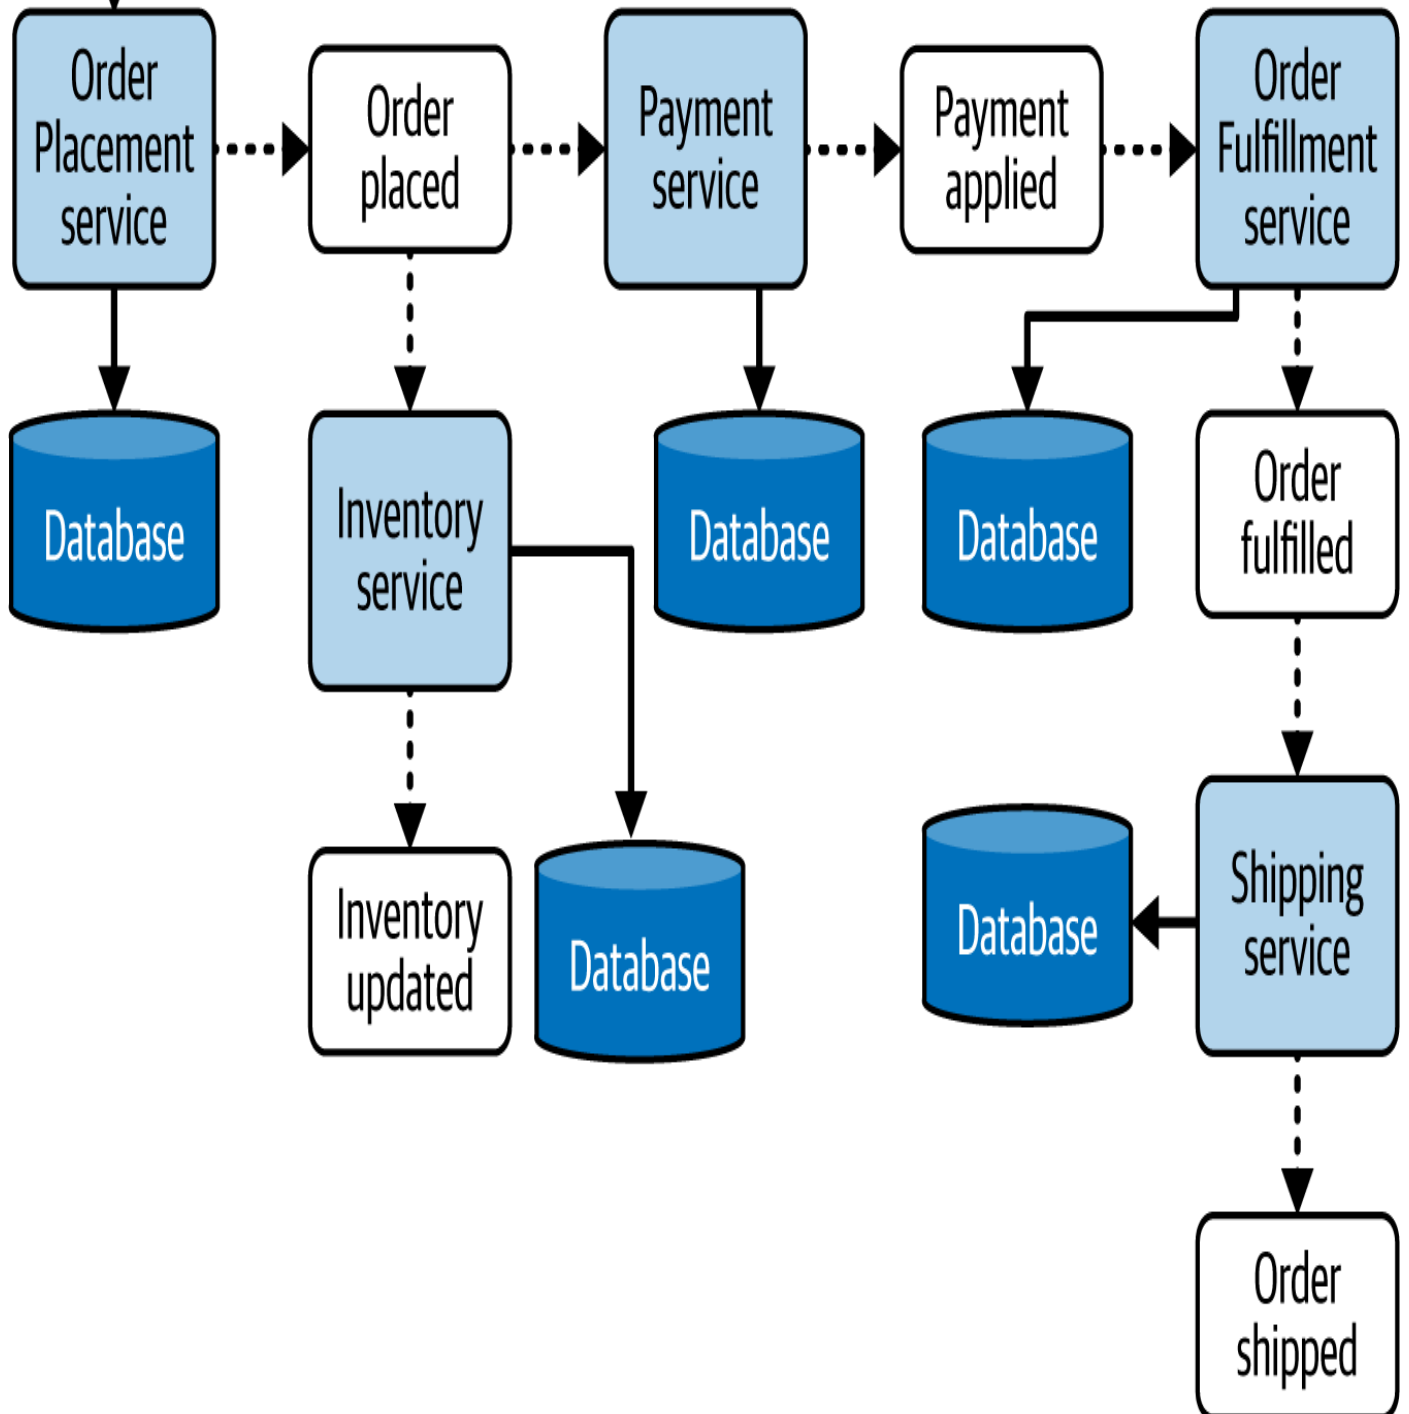 Order
Placement
service
Order
placed
Payment
service
Payment
applied
Order
Fulfillment
service
Database
Inventory
service
Database
Database
Order
fulfilled
Inventory
updated
Database
Database
Shipping
service
Order
shipped